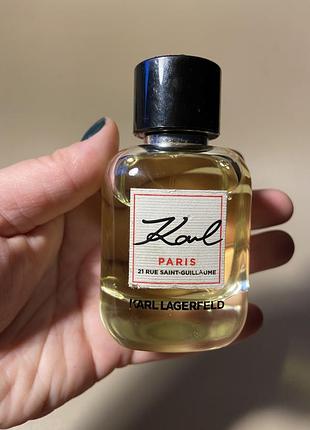 Karl
PARIS
21 RUE SAINT-GUILLAUME
KARL LAGERFELD